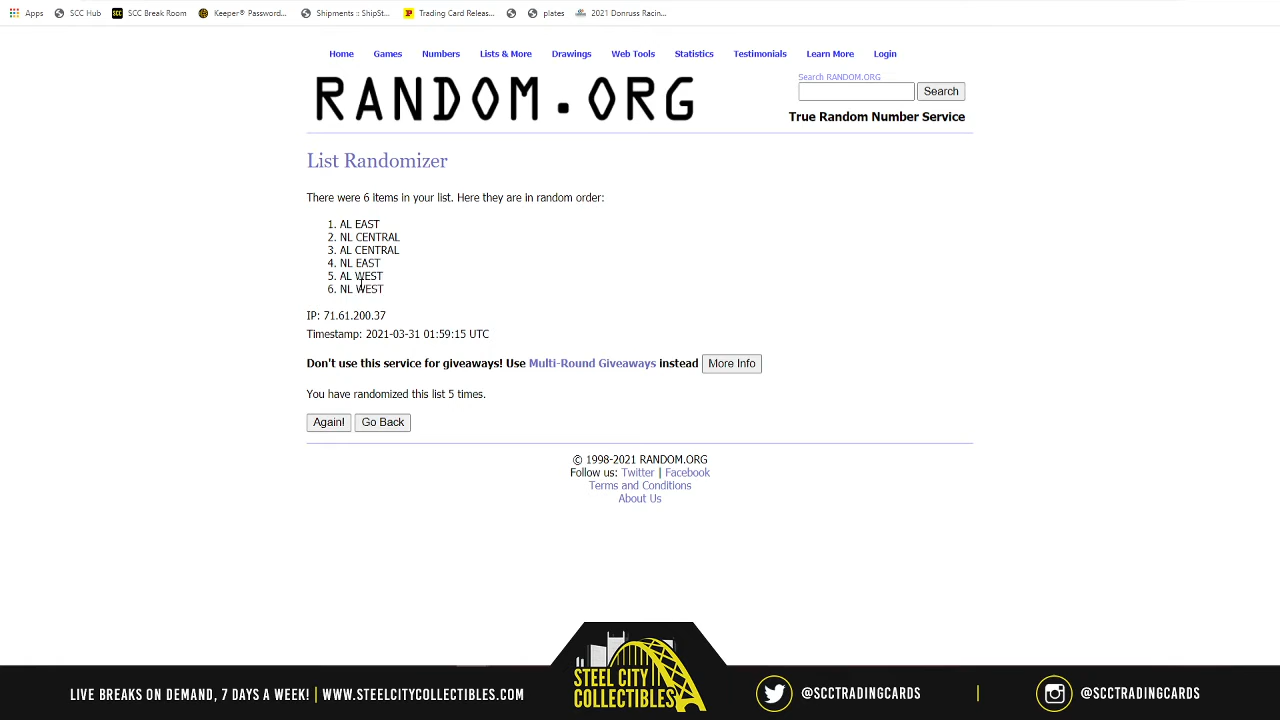 Apps SCC Hub SCC Break Room Keeper® Password... Shipments :: ShipSt... Trading Card Releas... plates 2021 Donruss Racin...
Home Games Numbers Lists & More Drawings Web Tools Statistics Testimonials Learn More Login
RANDOM.ORG
Search RANDOM.ORG
Search
True Random Number Service
List Randomizer
There were 6 items in your list. Here they are in random order:
1. AL EAST
2. NL CENTRAL
3. AL CENTRAL
4. NL EAST
5. AL WEST
6. NL WEST
IP: 71.61.200.37
Timestamp: 2021-03-31 01:59:15 UTC
Don't use this service for giveaways! Use Multi-Round Giveaways instead More Info
You have randomized this list 5 times.
Again! Go Back
© 1998-2021 RANDOM.ORG
Follow us: Twitter | Facebook
Terms and Conditions
About Us
LIVE BREAKS ON DEMAND, 7 DAYS A WEEK! | WWW.STEELCITYCOLLECTIBLES.COM
STEEL CITY
COLLECTIBLES
@SCCTRADINGCARDS | @SCCTRADINGCARDS